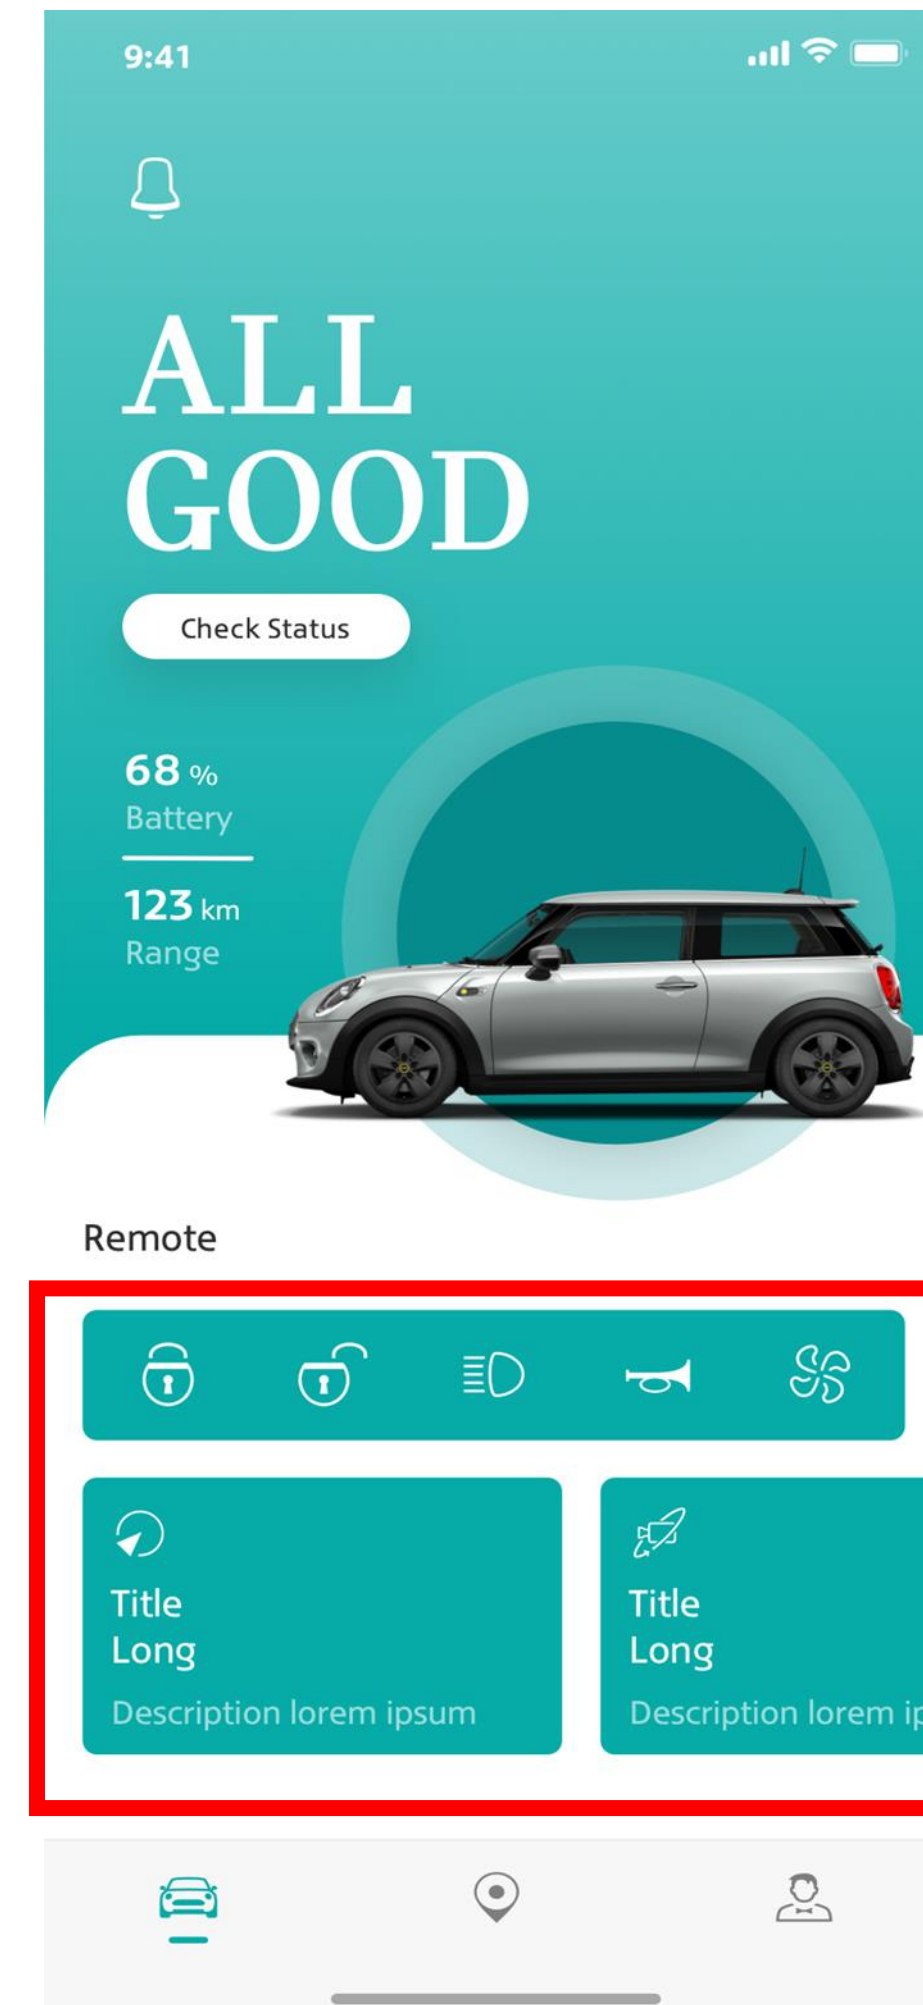 9:41
ALL
GOOD
Check Status
68 %
Battery
123 km
Range
Remote
Title
Long
Description lorem ipsum
Title
Long
Description lorem ip